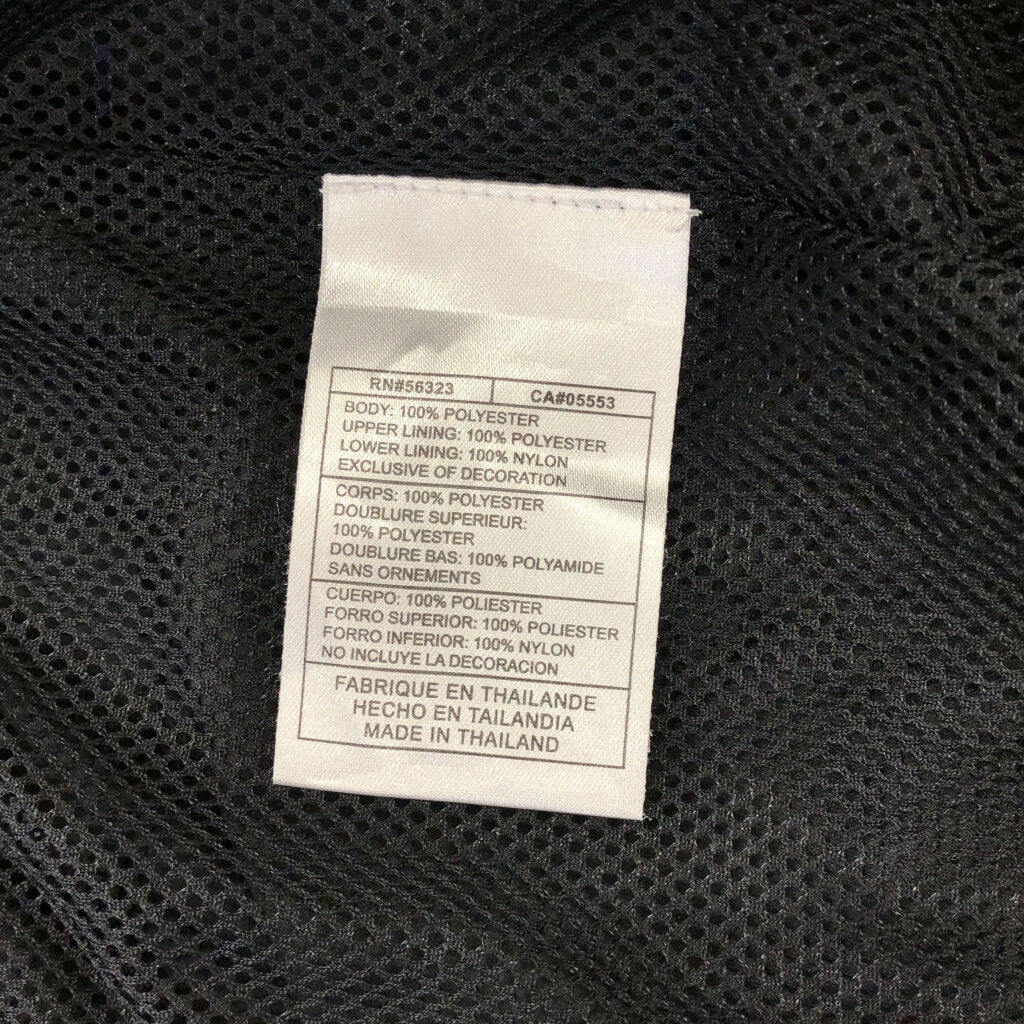 RN#56323 CA#05553
BODY: 100% POLYESTER
UPPER LINING: 100% POLYESTER
LOWER LINING: 100% NYLON
EXCLUSIVE OF DECORATION
CORPS: 100% POLYESTER
DOUBLURE SUPERIEUR:
100% POLYESTER
DOUBLURE BAS: 100% POLYAMIDE
SANS ORNEMENTS
CUERPO: 100% POLIESTER
FORRO SUPERIOR: 100% POLIESTER
FORRO INFERIOR: 100% NYLON
NO INCLUYE LA DECORACION
FABRIQUE EN THAILANDE
HECHO EN TAILANDIA
MADE IN THAILAND